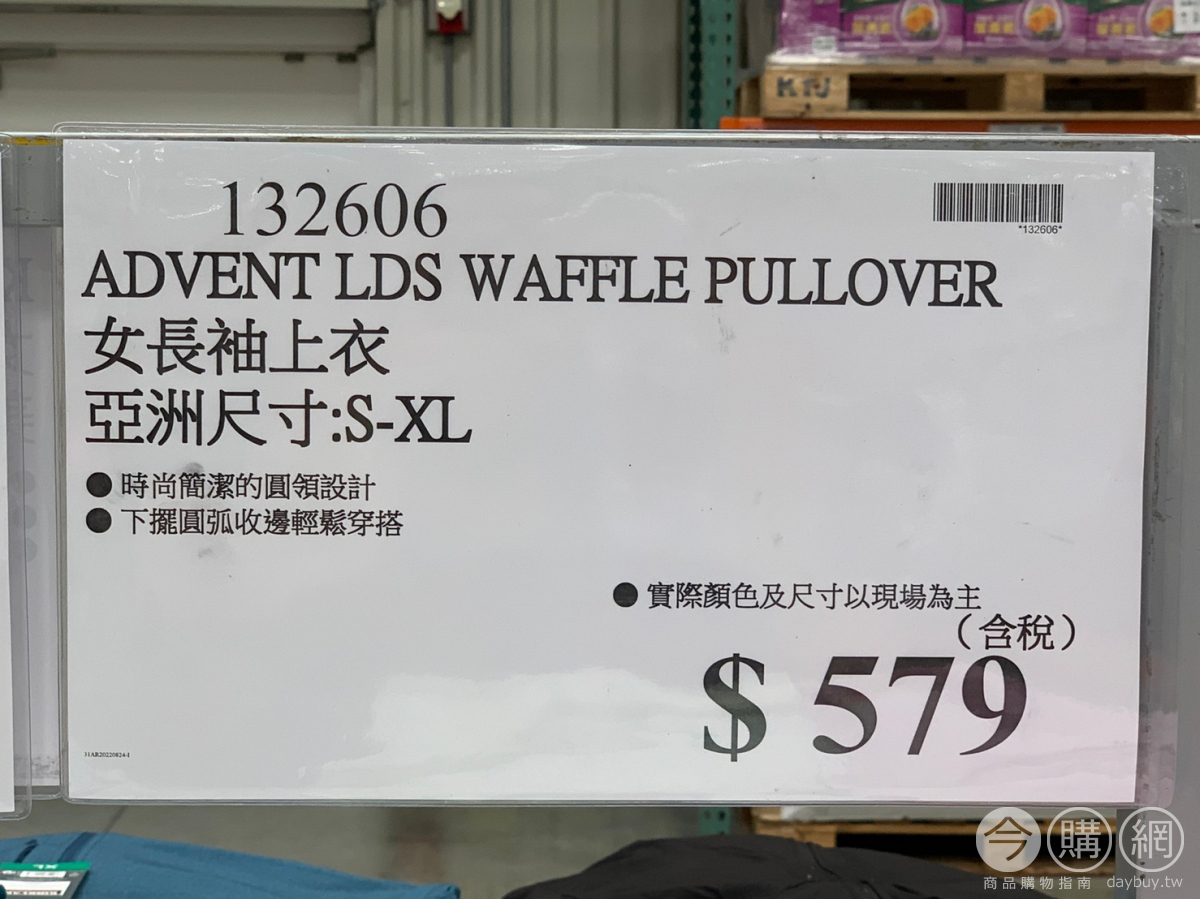 KTJ
132606
*132606*
ADVENT LDS WAFFLE PULLOVER
女長袖上衣
亞洲尺寸:S-XL
● 時尚簡潔的圓領設計
● 下擺圓弧收邊輕鬆穿搭
● 實際顏色及尺寸以現場為主
(含稅)
$ 579
31AR20220824-I
XL
今購網
商品購物指南 daybuy.tw